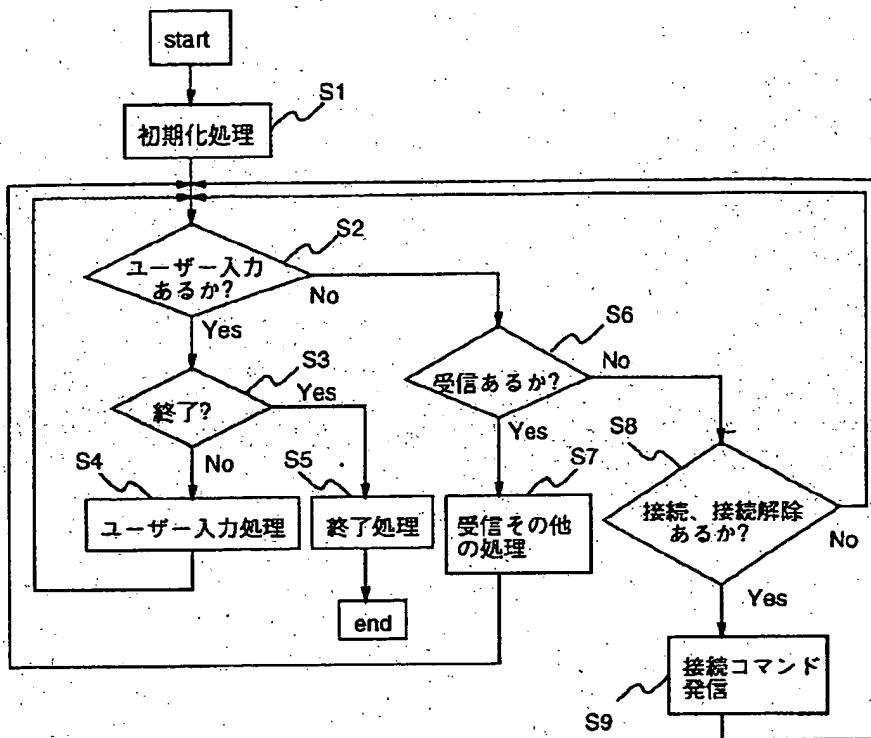 start
S1
初期化処理
S2
ユーザー入力
あるか?
No
Yes
S6
受信あるか?
No
Yes
S3
終了?
Yes
No
S8
接続、接続解除
あるか?
No
Yes
S4
ユーザー入力処理
S5
終了処理
S7
受信その他
の処理
end
接続コマンド
発信
S9